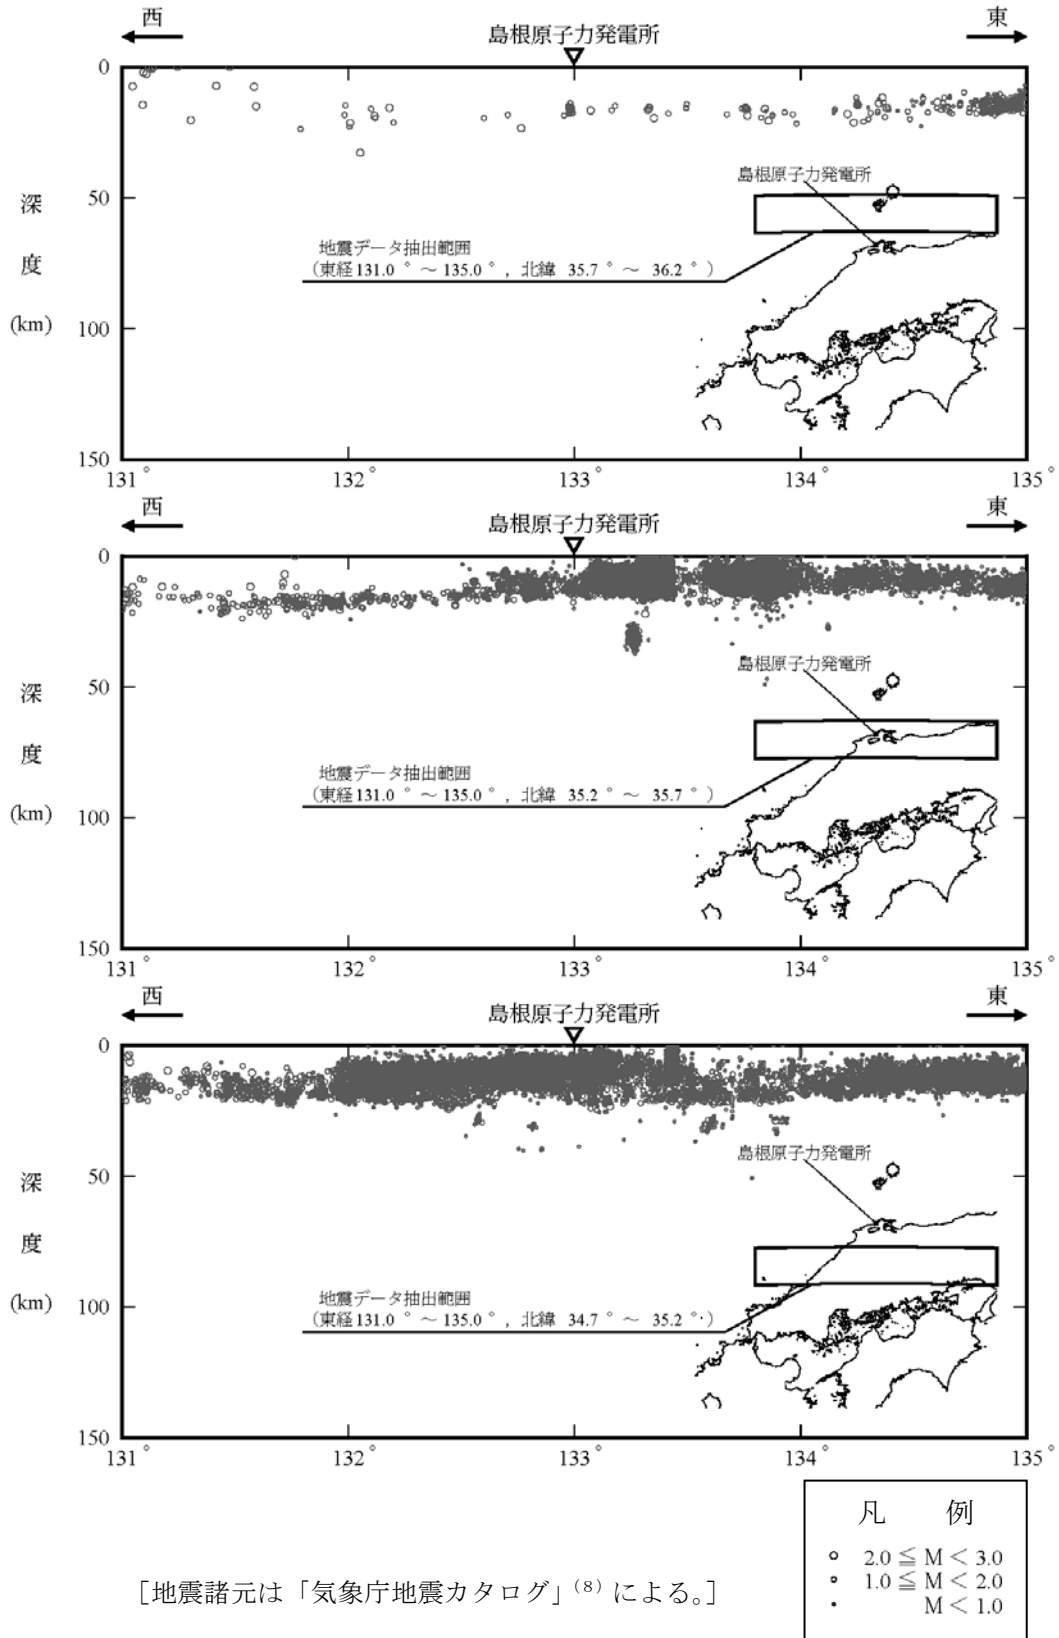 西 島根原子力発電所 東
0
島根原子力発電所
深 50
度 地震データ抽出範囲
（東経131.0 ° ～ 135.0 ° , 北緯 35.7 ° ～ 36.2 ° ）
(km) 100
150
131 ° 132 ° 133 ° 134 ° 135 °
西 島根原子力発電所 東
0
島根原子力発電所
深 50
度 地震データ抽出範囲
（東経131.0 ° ～ 135.0 ° , 北緯 35.2 ° ～ 35.7 ° ）
(km) 100
150
131 ° 132 ° 133 ° 134 ° 135 °
西 島根原子力発電所 東
0
島根原子力発電所
深 50
度
(km) 100
地震データ抽出範囲
（東経131.0 ° ～ 135.0 ° , 北緯 34.7 ° ～ 35.2 ° ）
150
131 ° 132 ° 133 ° 134 ° 135 °
凡 例
2.0 ≦ M < 3.0
1.0 ≦ M < 2.0
M < 1.0
［地震諸元は「気象庁地震カタログ」(8) による。］